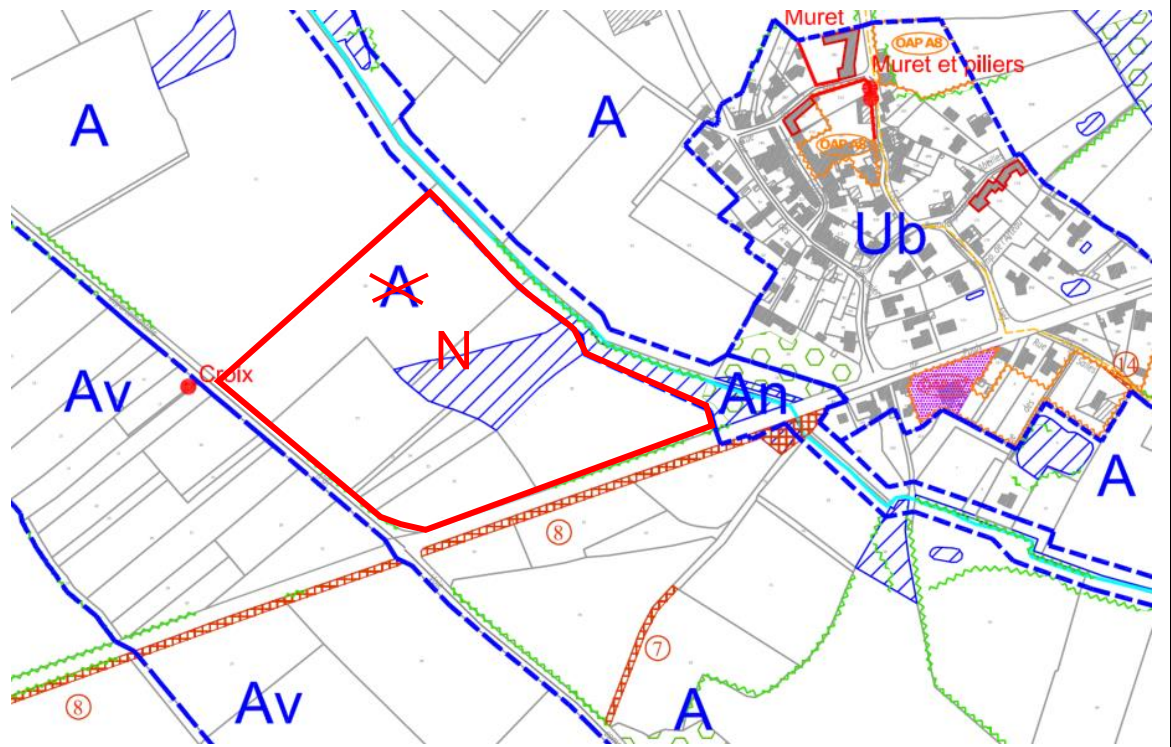 Muret
OAP A8
Muret et piliers
A
A
OAP A8
Ub
A
N
14
Croix
Av
An
A
8
7
Av
A
8